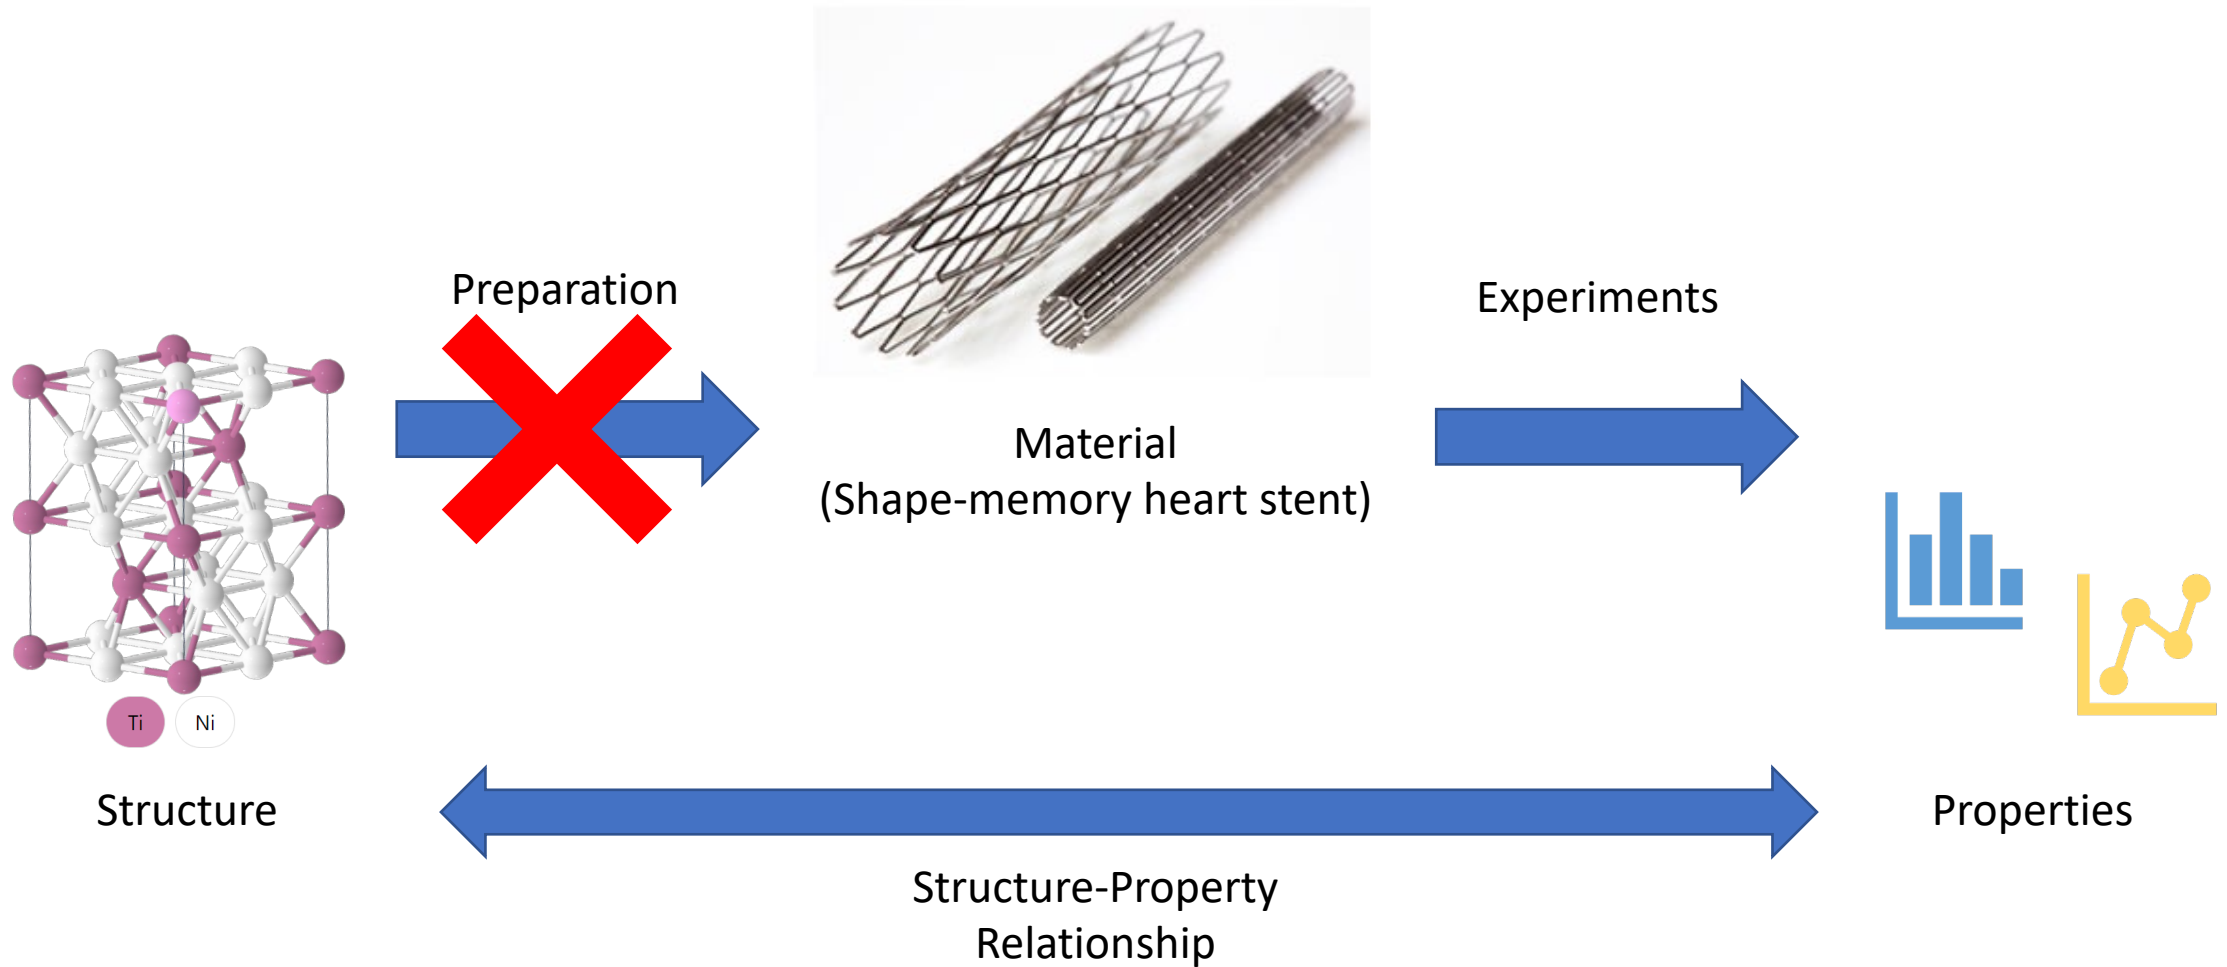 Preparation
Experiments
Material
(Shape-memory heart stent)
Ti
Ni
Structure
Properties
Structure-Property
Relationship